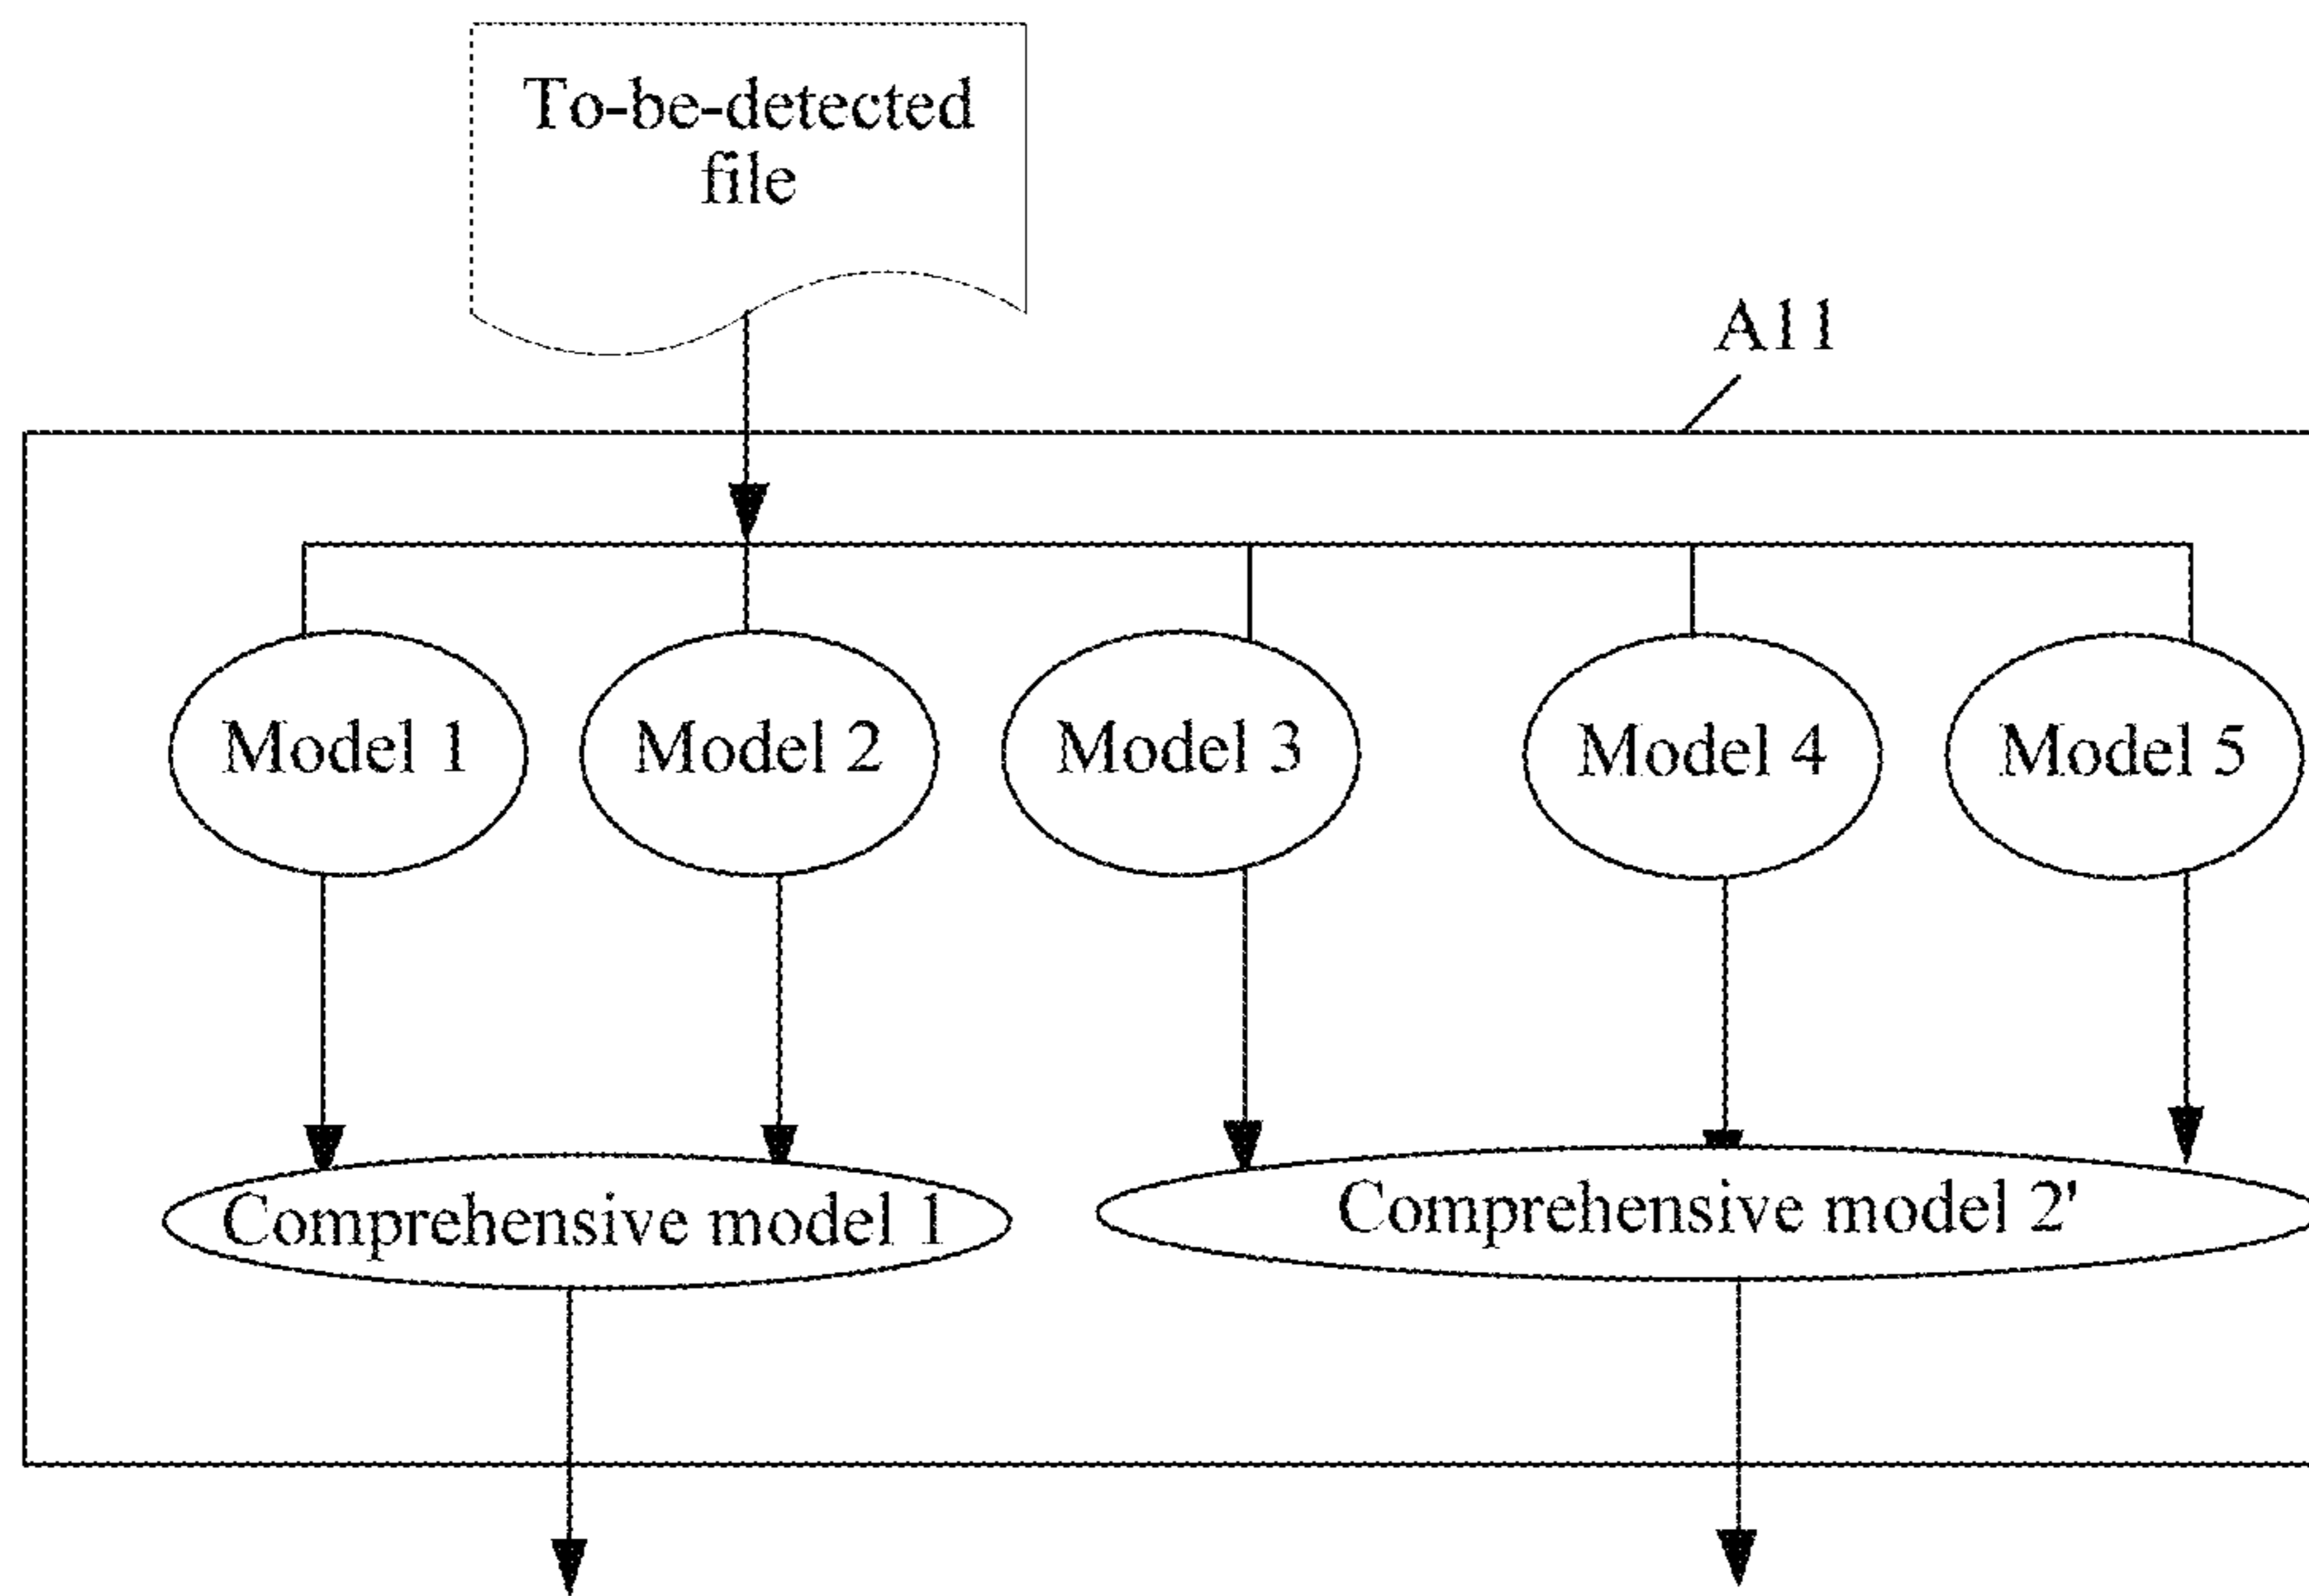 To-be-detected
file
A11
Model 1
Model 2
Model 3
Model 4
Model 5
Comprehensive model 1
Comprehensive model 2'